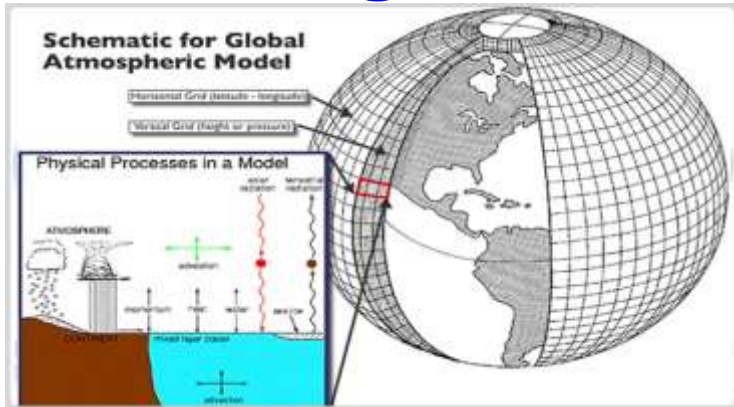 Schematic for Global
Atmospheric Model
Horizontal Grid (latitude - longitude)
Vertical Grid (height or pressure)
Physical Processes in a Model
solar
radiation
terrestrial
radiation
ATMOSPHERE
advection
momentum
heat
water
sea ice
CONTINENT
mixed layer ocean
advection